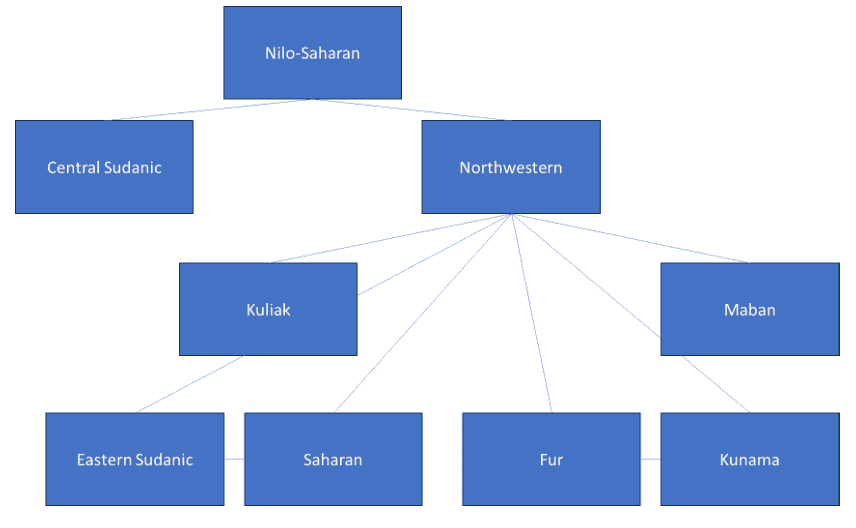 Nilo-Saharan
Central Sudanic
Northwestern
Kuliak
Maban
Eastern Sudanic
Saharan
Fur
Kunama